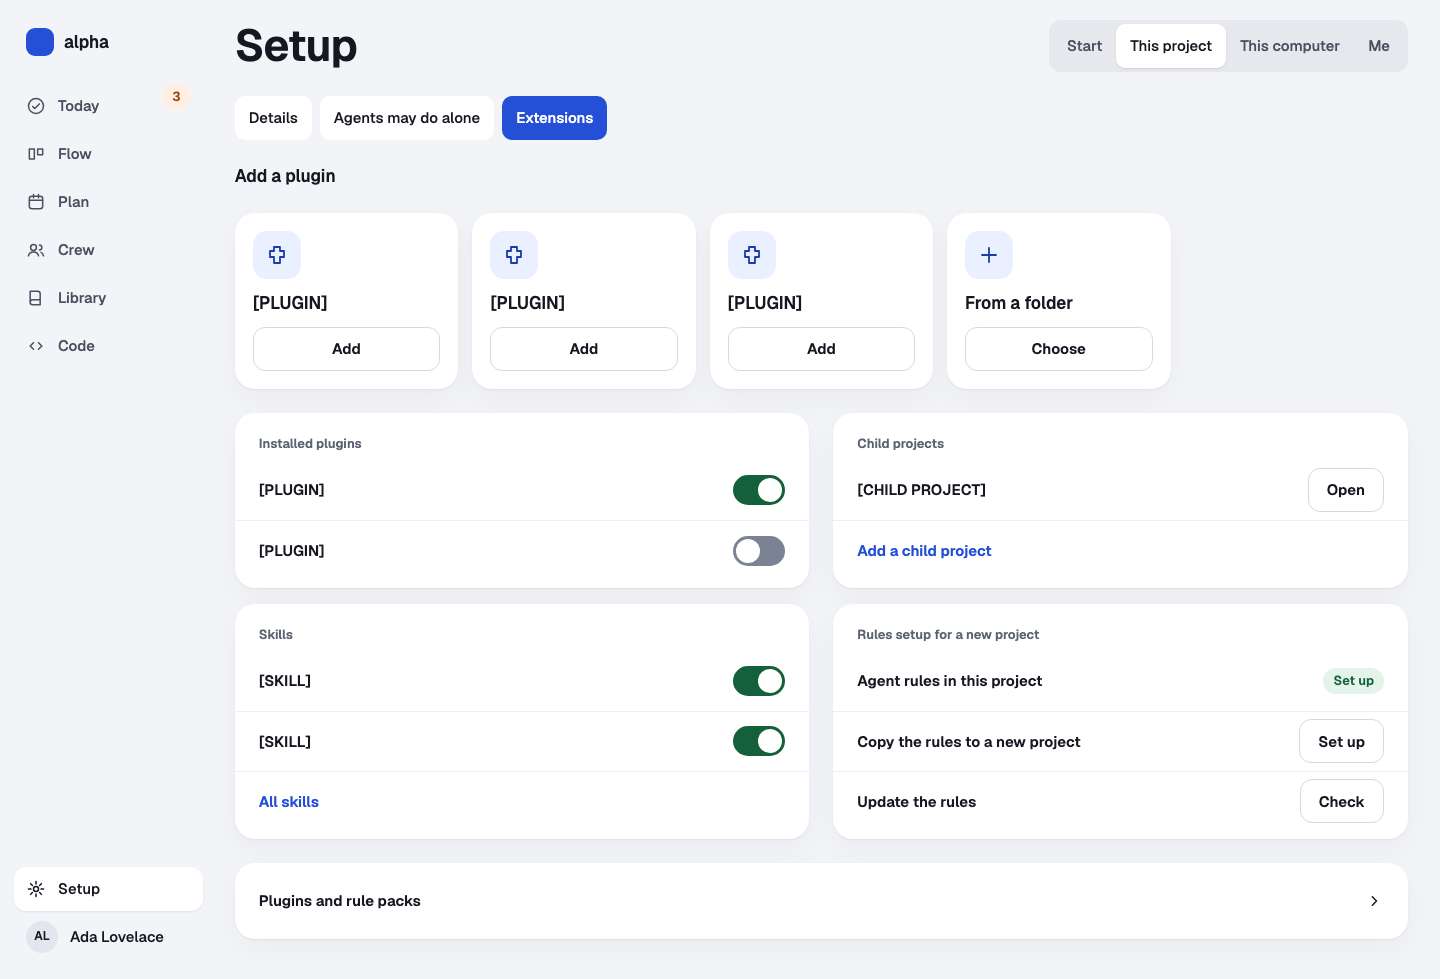 alpha
Today
3
Flow
Plan
Crew
Library
Code
Setup
AL
Ada Lovelace
Setup
Start
This project
This computer
Me
Details
Agents may do alone
Extensions
Add a plugin
[PLUGIN]
Add
[PLUGIN]
Add
[PLUGIN]
Add
From a folder
Choose
Installed plugins
[PLUGIN]
[PLUGIN]
Child projects
[CHILD PROJECT]
Open
Add a child project
Skills
[SKILL]
[SKILL]
All skills
Rules setup for a new project
Agent rules in this project
Set up
Copy the rules to a new project
Set up
Update the rules
Check
Plugins and rule packs